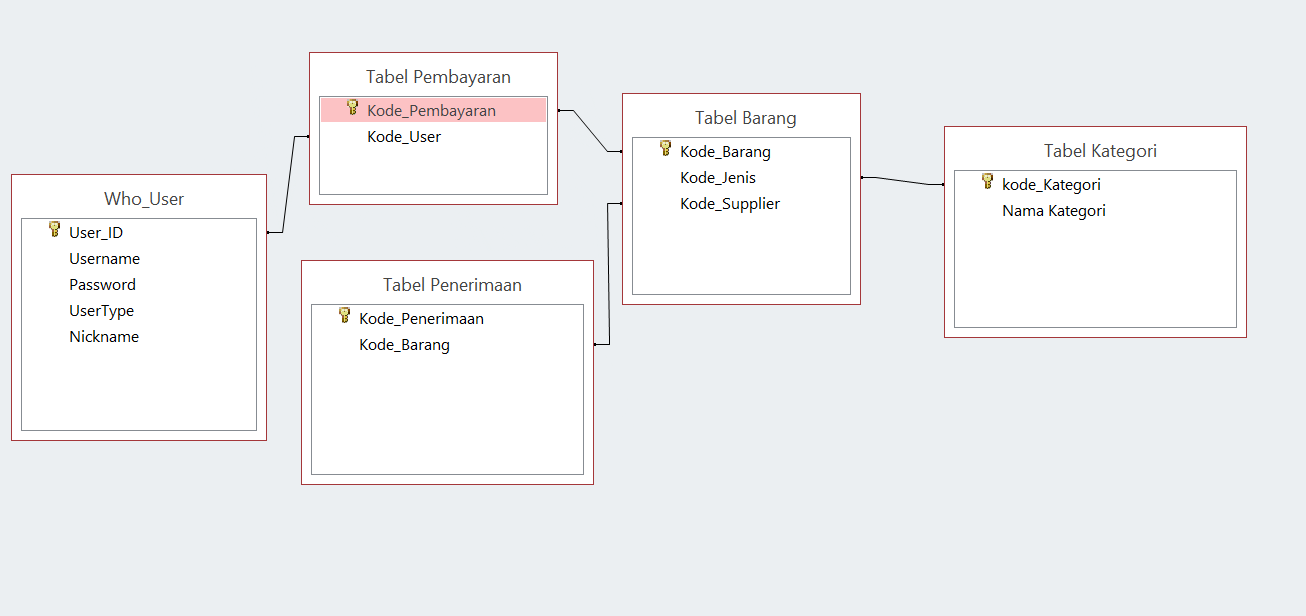 Who_User
User_ID
Username
Password
UserType
Nickname
Tabel Pembayaran
Kode_Pembayaran
Kode_User
Tabel Penerimaan
Kode_Penerimaan
Kode_Barang
Tabel Barang
Kode_Barang
Kode_Jenis
Kode_Supplier
Tabel Kategori
kode_Kategori
Nama Kategori